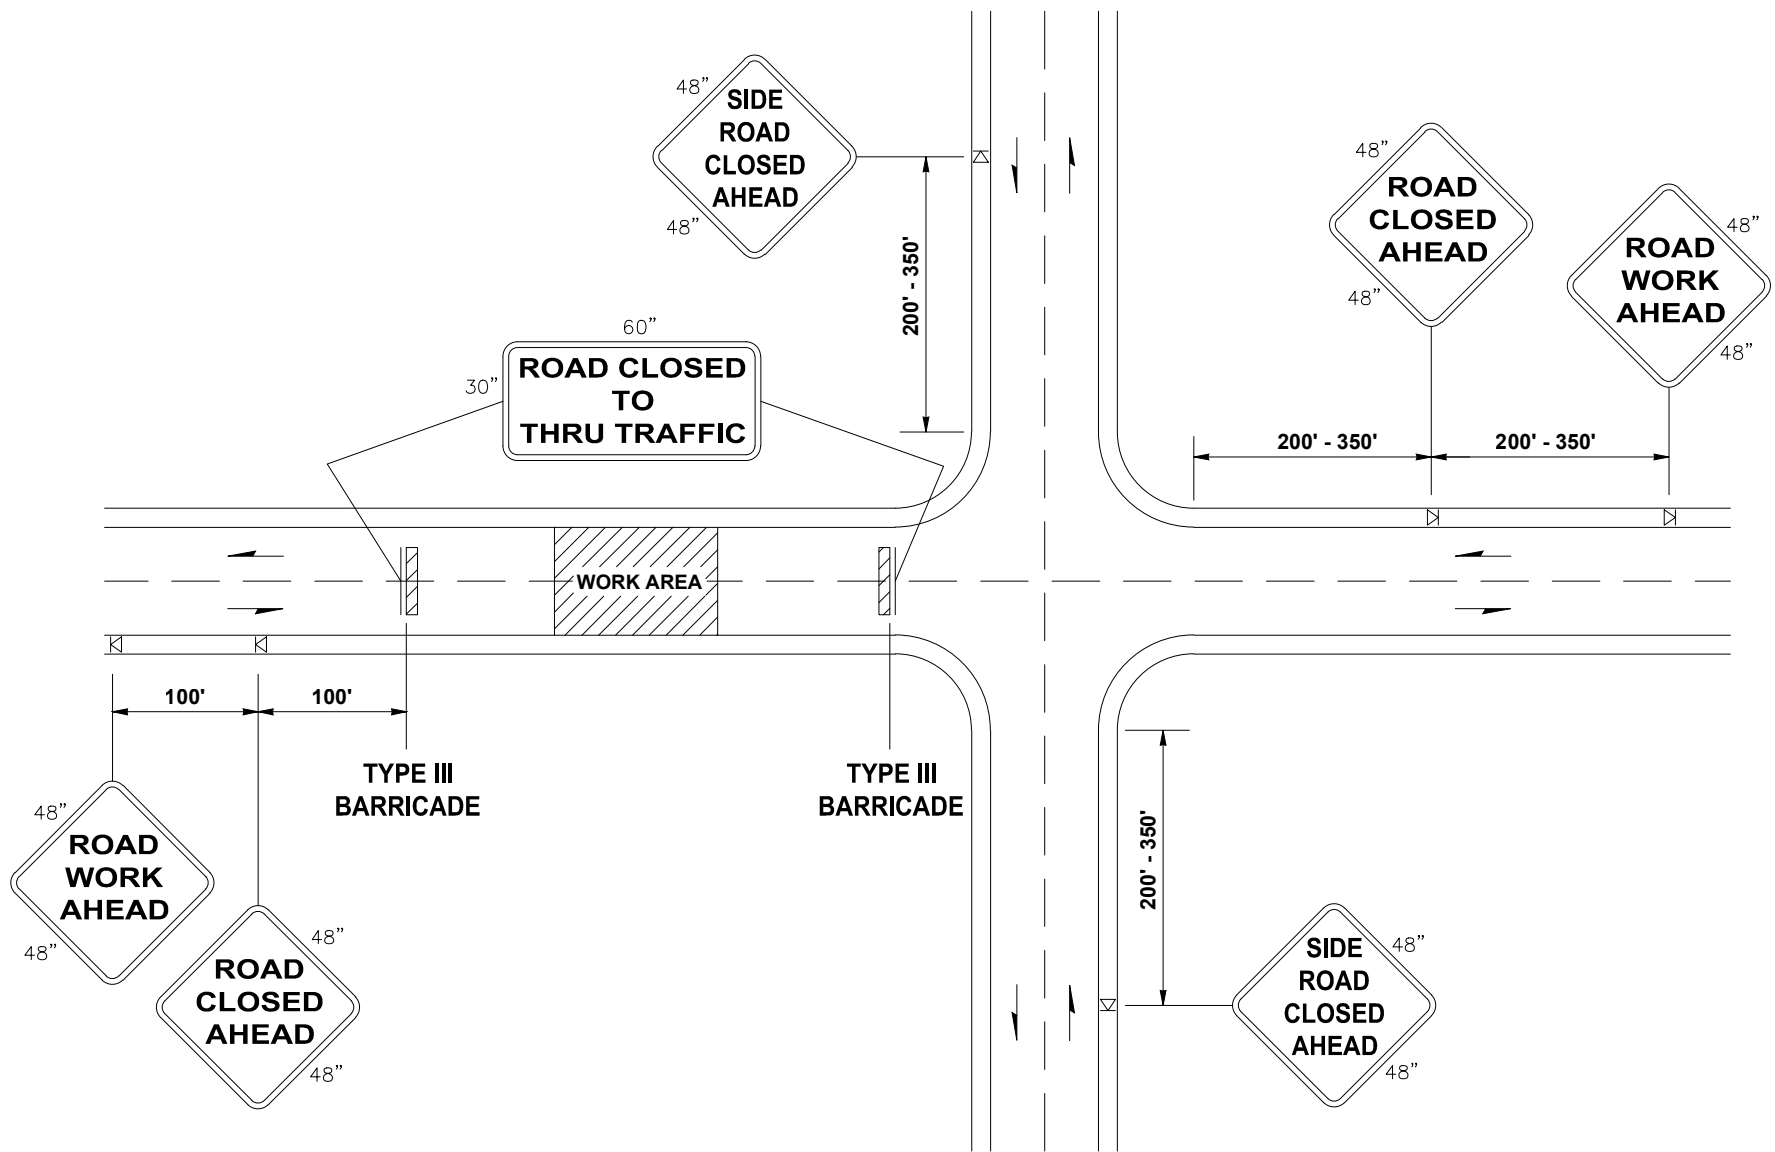 48”
SIDE
ROAD
CLOSED
AHEAD
48”
200' - 350'
48”
ROAD
CLOSED
AHEAD
48”
48”
ROAD
WORK
AHEAD
48”
200' - 350'
200' - 350'
60”
30”
ROAD CLOSED
TO
THRU TRAFFIC
WORK AREA
100'
100'
TYPE III
BARRICADE
TYPE III
BARRICADE
48”
ROAD
WORK
AHEAD
48”
48”
ROAD
CLOSED
AHEAD
48”
200' - 350'
48”
SIDE
ROAD
CLOSED
AHEAD
48”